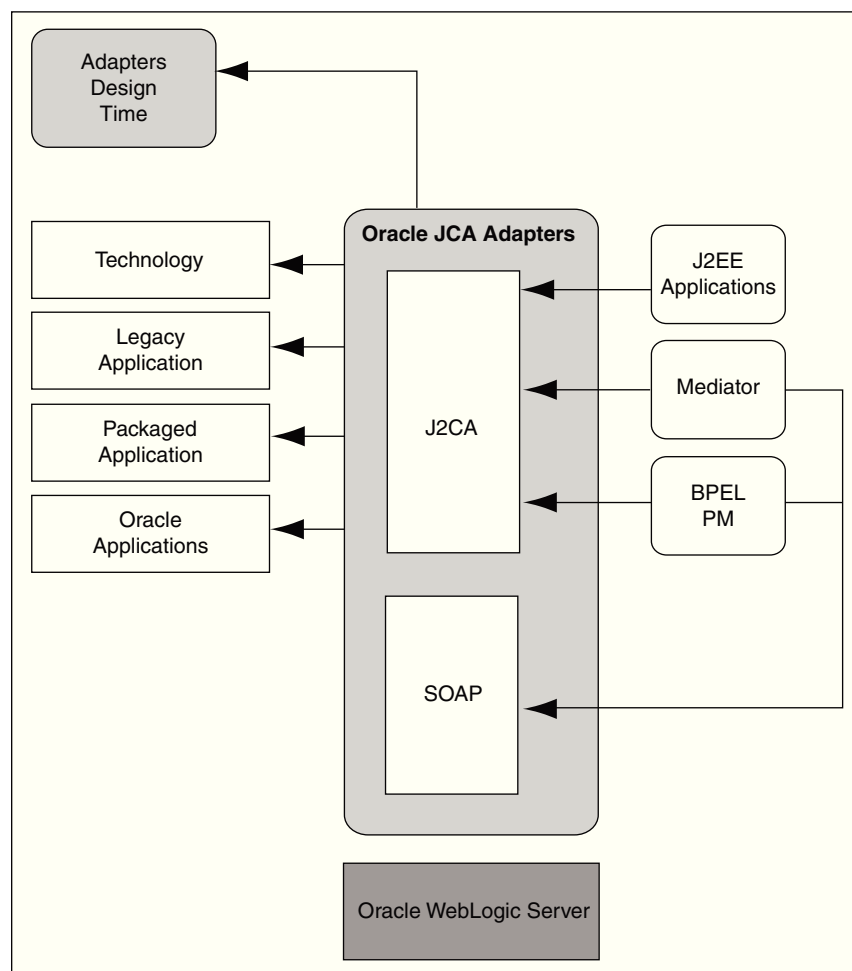 Adapters
Design
Time
Oracle JCA Adapters
Technology
Legacy
Application
Packaged
Application
Oracle
Applications
J2CA
SOAP
J2EE
Applications
Mediator
BPEL
PM
Oracle WebLogic Server